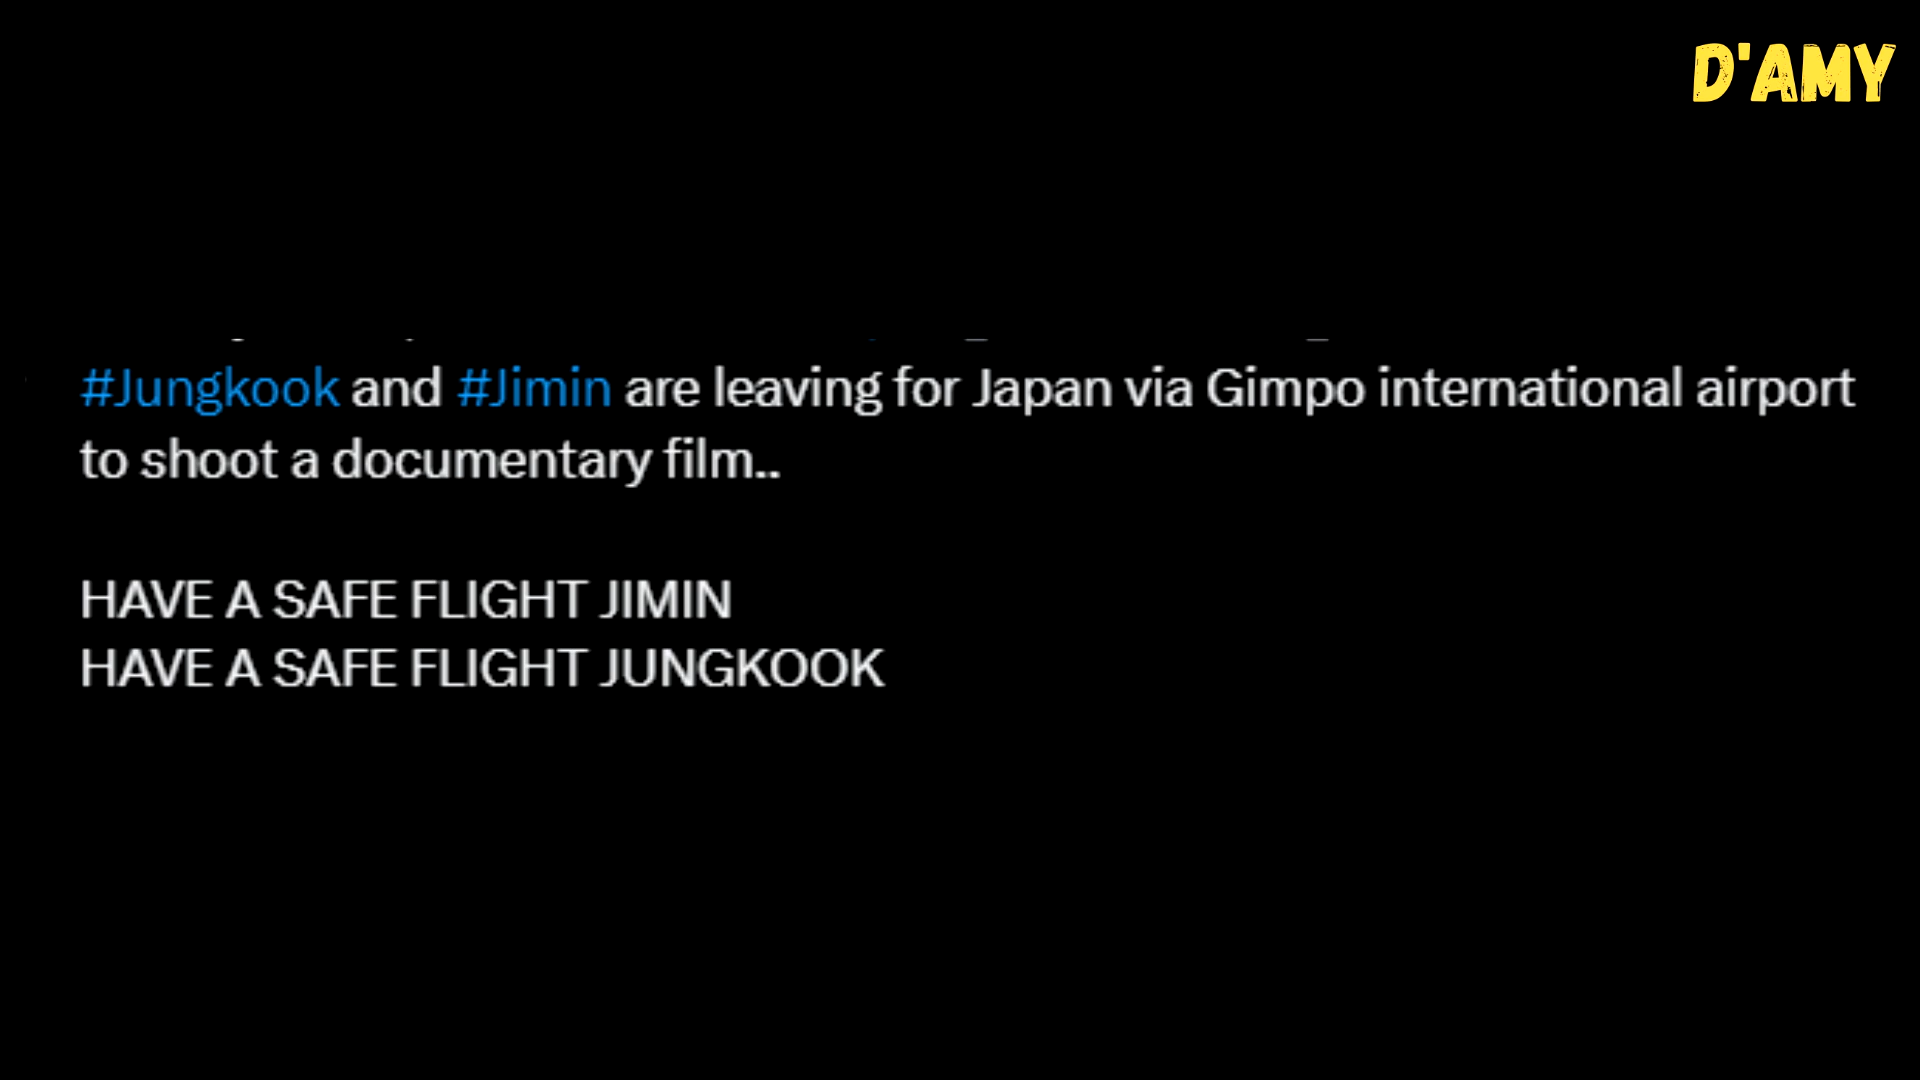 D'AMY
#Jungkook and #Jimin are leaving for Japan via Gimpo international airport
to shoot a documentary film..
HAVE A SAFE FLIGHT JIMIN
HAVE A SAFE FLIGHT JUNGKOOK